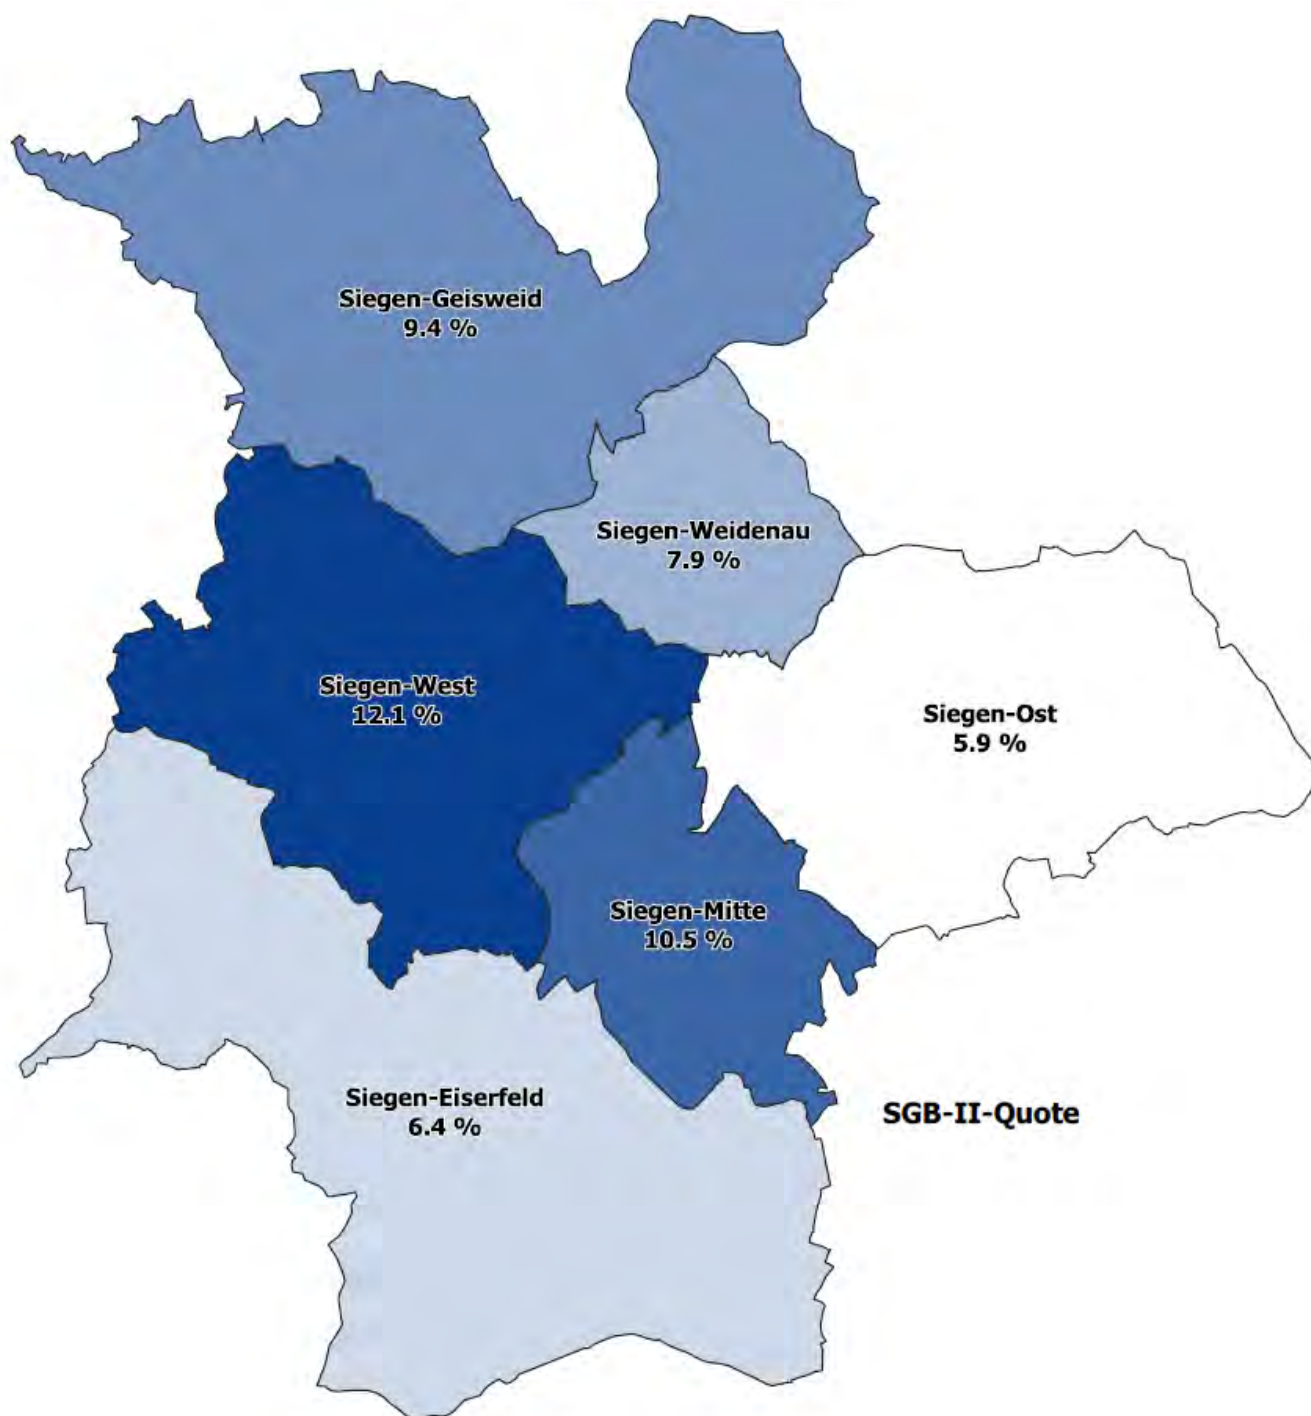 Siegen-Geisweid
9.4 %
Siegen-Weidenau
7.9 %
Siegen-West
12.1 %
Siegen-Ost
5.9 %
Siegen-Mitte
10.5 %
Siegen-Eiserfeld
6.4 %
SGB-II-Quote